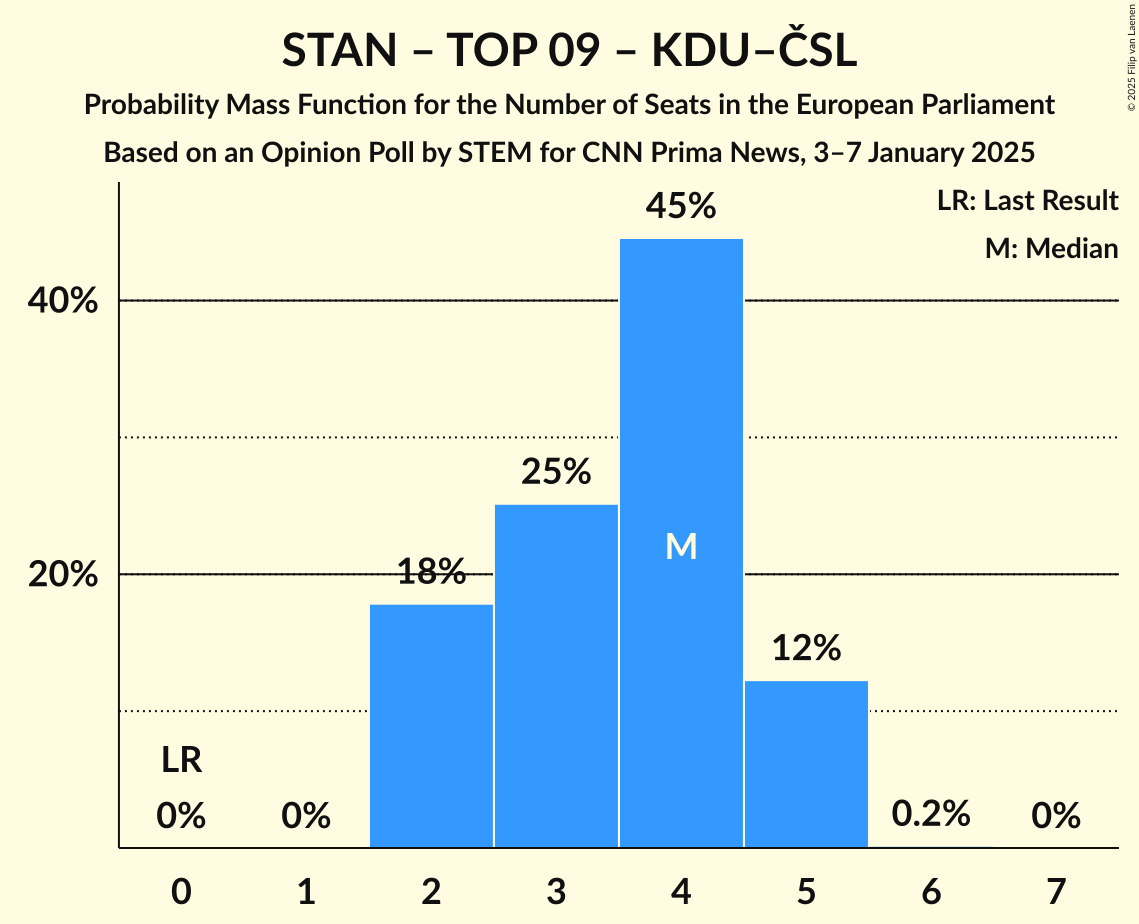 © 2025 Filip van Laenen
STAN – TOP 09 – KDU–ČSL
Probability Mass Function for the Number of Seats in the European Parliament
Based on an Opinion Poll by STEM for CNN Prima News, 3–7 January 2025
LR: Last Result
M: Median
45%
40%
25%
M
20%
18%
12%
LR
0%
0%
0.2%
0%
0 1 2 3 4 5 6 7